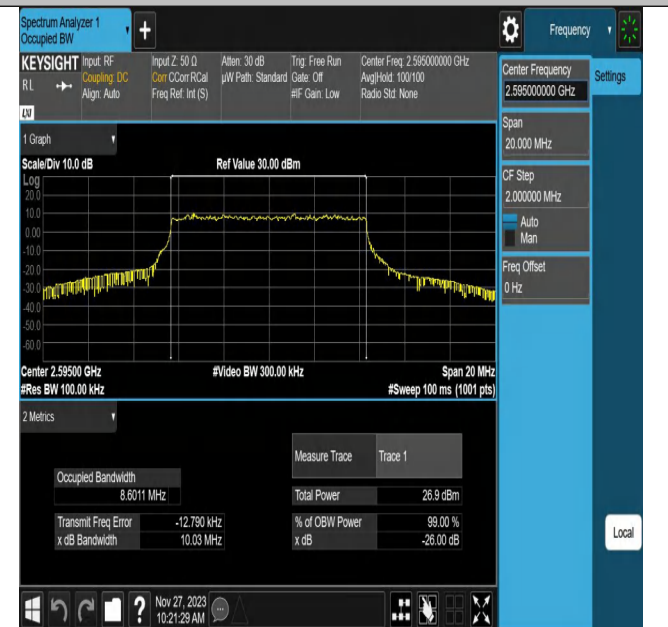 Spectrum Analyzer 1
Occupied BW
+
Frequency
KEYSIGHT
Input: RF
Coupling: DC
Align: Auto
Input Z: 50 Ω
Corr CCorr RCal
Freq Ref: Int (S)
Atten: 30 dB
µW Path: Standard
Trig: Free Run
Gate: Off
#IF Gain: Low
Center Freq: 2.595000000 GHz
Avg|Hold: 100/100
Radio Std: None
R L
LXI
1 Graph
Scale/Div 10.0 dB
Ref Value 30.00 dBm
Log
20.0
10.0
0.00
-10.0
-20.0
-30.0
-40.0
-50.0
-60.0
Center 2.59500 GHz
#Video BW 300.00 kHz
Span 20 MHz
#Res BW 100.00 kHz
#Sweep 100 ms (1001 pts)
2 Metrics
Measure Trace
Trace 1
Occupied Bandwidth
8.6011 MHz
Total Power
26.9 dBm
Transmit Freq Error
-12.790 kHz
% of OBW Power
99.00 %
x dB Bandwidth
10.03 MHz
x dB
-26.00 dB
Center Frequency
2.595000000 GHz
Settings
Span
20.000 MHz
CF Step
2.000000 MHz
Auto
Man
Freq Offset
0 Hz
Local
?
Nov 27, 2023
10:21:29 AM